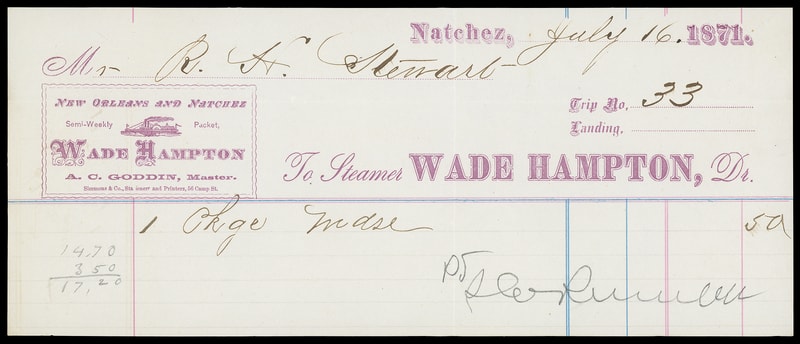 Natchez, July 16. 1871.
Mr R. H. Stewart
Trip No. 33
Landing,
NEW ORLEANS AND NATCHEZ
Semi-Weekly Packet,
WADE HAMPTON
A. C. GODDIN, Master.
Simmons & Co., Stationers and Printers, 56 Camp St.
To Steamer WADE HAMPTON, Dr.
1 Pkge Mdse 50
14.70
3 50
17,20